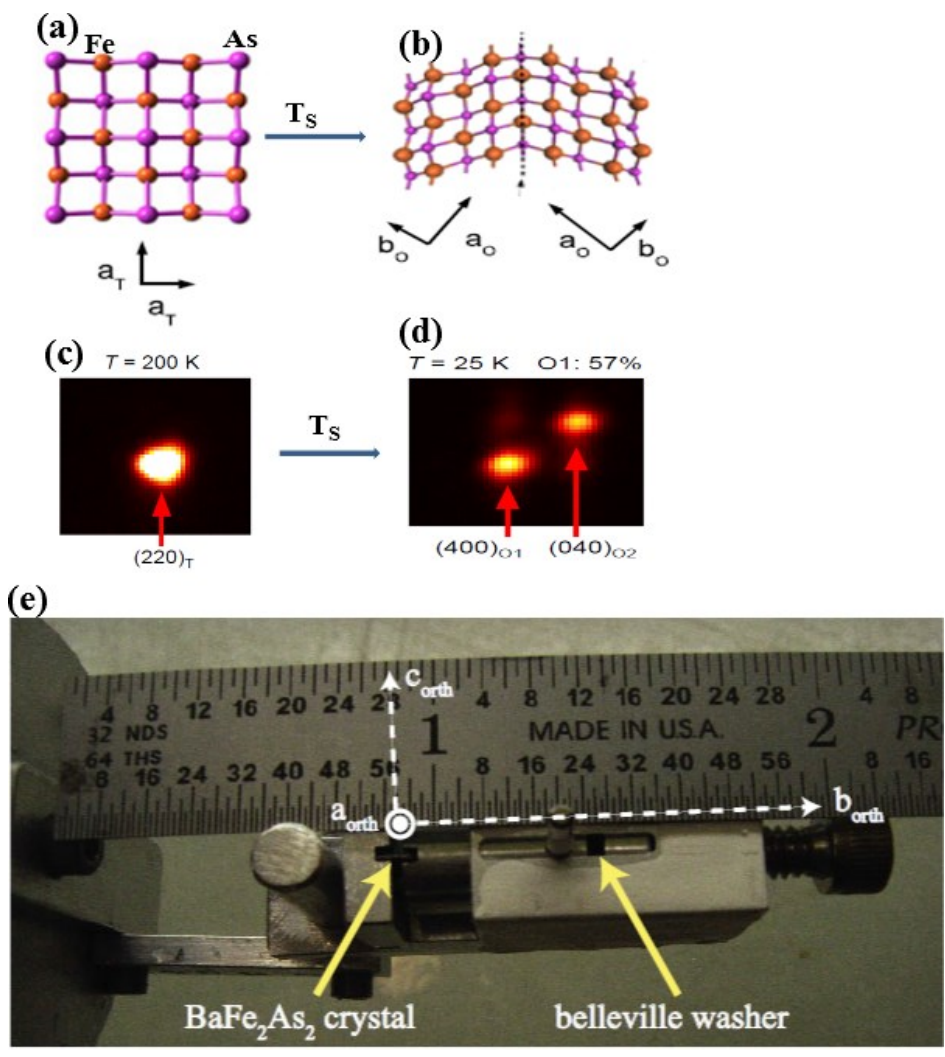 (a)
Fe
As
T_S
(b)
a_T
a_T
b_O
a_O
a_O
b_O
(c)
T = 200 K
(220)_T
T_S
(d)
T = 25 K O1: 57%
(400)_O1
(040)_O2
(e)
c_orth
4 8 12 16 20 24 28
4 8 12 16 20 24 28
4 8
32 NDS
64 THS
1
MADE IN U.S.A.
2
PR
8 16 24 32 40 48 56
8 16 24 32 40 48 56
8 16
a_orth
b_orth
BaFe₂As₂ crystal
belleville washer